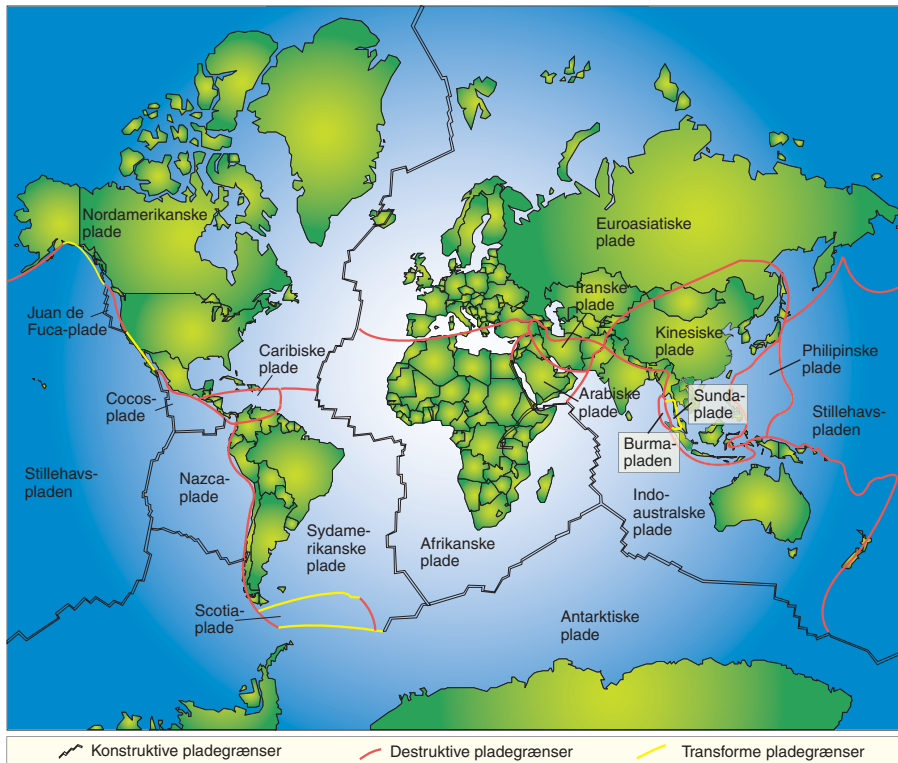 Nordamerikanske
plade
Euroasiatiske
plade
Juan de
Fuca-plade
Iranske
plade
Kinesiske
plade
Caribiske
plade
Philipinske
plade
Cocos-
plade
Arabiske
plade
Sunda-
plade
Stillehavs-
pladen
Burma-
pladen
Stillehavs-
pladen
Nazca-
plade
Indo-
australske
plade
Sydame-
rikanske
plade
Afrikanske
plade
Scotia-
plade
Antarktiske
plade
Konstruktive pladegrænser
Destruktive pladegrænser
Transforme pladegrænser